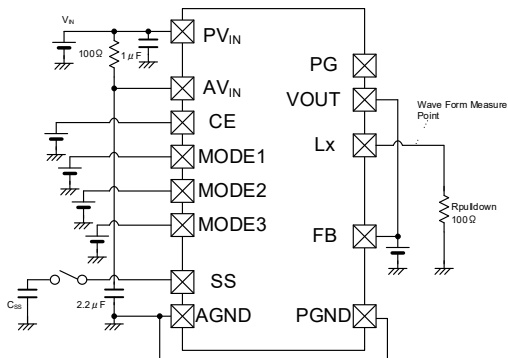 VIN
PVIN
100Ω
1μF
PG
AVIN
VOUT
CE
Wave Form Measure
Point
Lx
MODE1
MODE2
Rpulldown
100Ω
MODE3
FB
SS
CSS
2.2μF
AGND
PGND